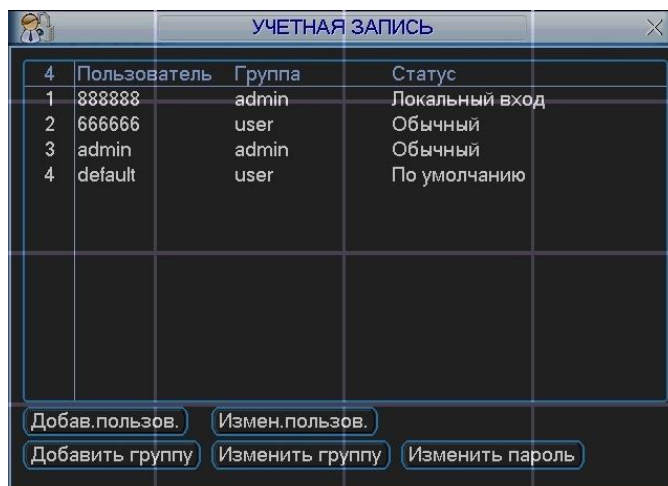 УЧЕТНАЯ ЗАПИСЬ
4 Пользователь Группа Статус
1 888888 admin Локальный вход
2 666666 user Обычный
3 admin admin Обычный
4 default user По умолчанию
Добав.пользов. Измен.пользов.
Добавить группу Изменить группу Изменить пароль